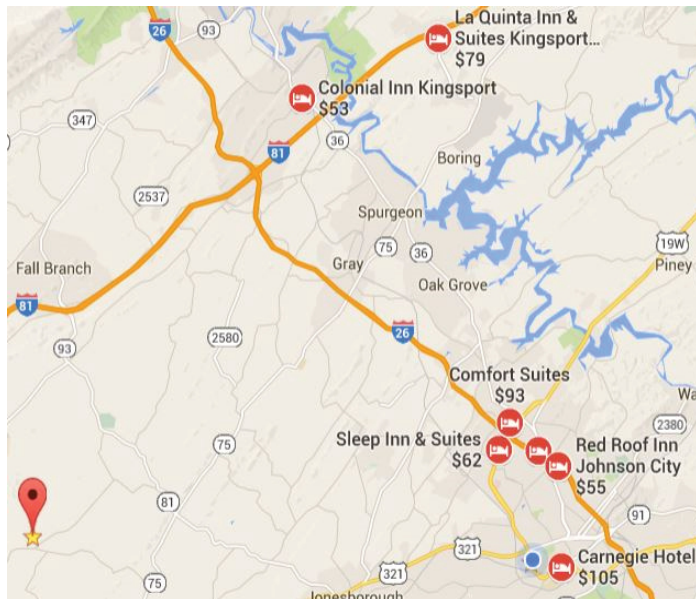 La Quinta Inn &
Suites Kingsport...
$79
26
93
Colonial Inn Kingsport
$53
347
36
81
Boring
2537
Spurgeon
75
36
19W
Gray
Piney
Fall Branch
Oak Grove
81
26
2580
93
Comfort Suites
$93
Wa
2380
75
Sleep Inn & Suites
$62
Red Roof Inn
Johnson City
$55
81
91
321
321
Carnegie Hotel
$105
75
Jonesborough